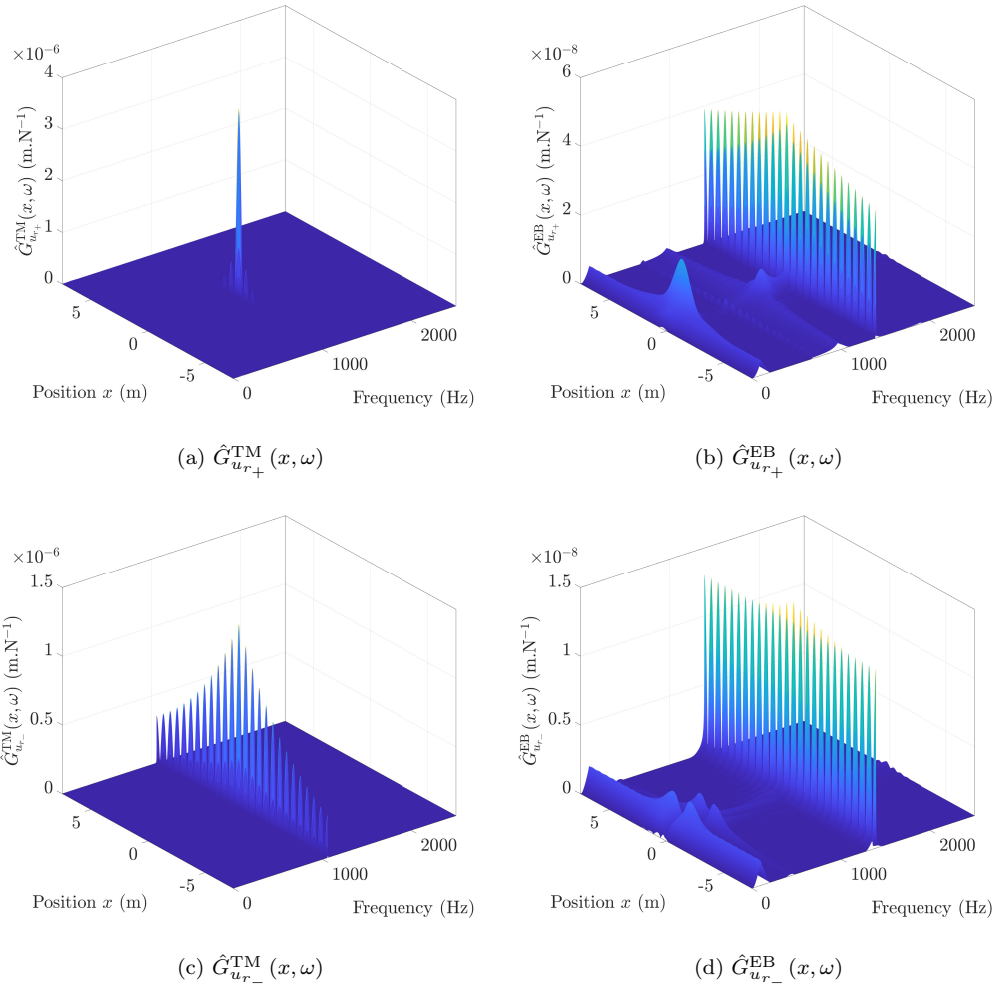 ×10⁻⁶
4
3
2
1
0
Ĝ^TM_{u_{r+}}(x, ω) (m.N⁻¹)
5
0
-5
Position x (m)
0
1000
2000
Frequency (Hz)
(a) Ĝ^TM_{u_{r+}}(x, ω)
×10⁻⁸
6
4
2
0
Ĝ^EB_{u_{r+}}(x, ω) (m.N⁻¹)
5
0
-5
Position x (m)
0
1000
2000
Frequency (Hz)
(b) Ĝ^EB_{u_{r+}}(x, ω)
×10⁻⁶
1.5
1
0.5
0
Ĝ^TM_{u_{r−}}(x, ω) (m.N⁻¹)
5
0
-5
Position x (m)
0
1000
2000
Frequency (Hz)
(c) Ĝ^TM_{u_{r−}}(x, ω)
×10⁻⁸
1.5
1
0.5
0
Ĝ^EB_{u_{r−}}(x, ω) (m.N⁻¹)
5
0
-5
Position x (m)
0
1000
2000
Frequency (Hz)
(d) Ĝ^EB_{u_{r−}}(x, ω)